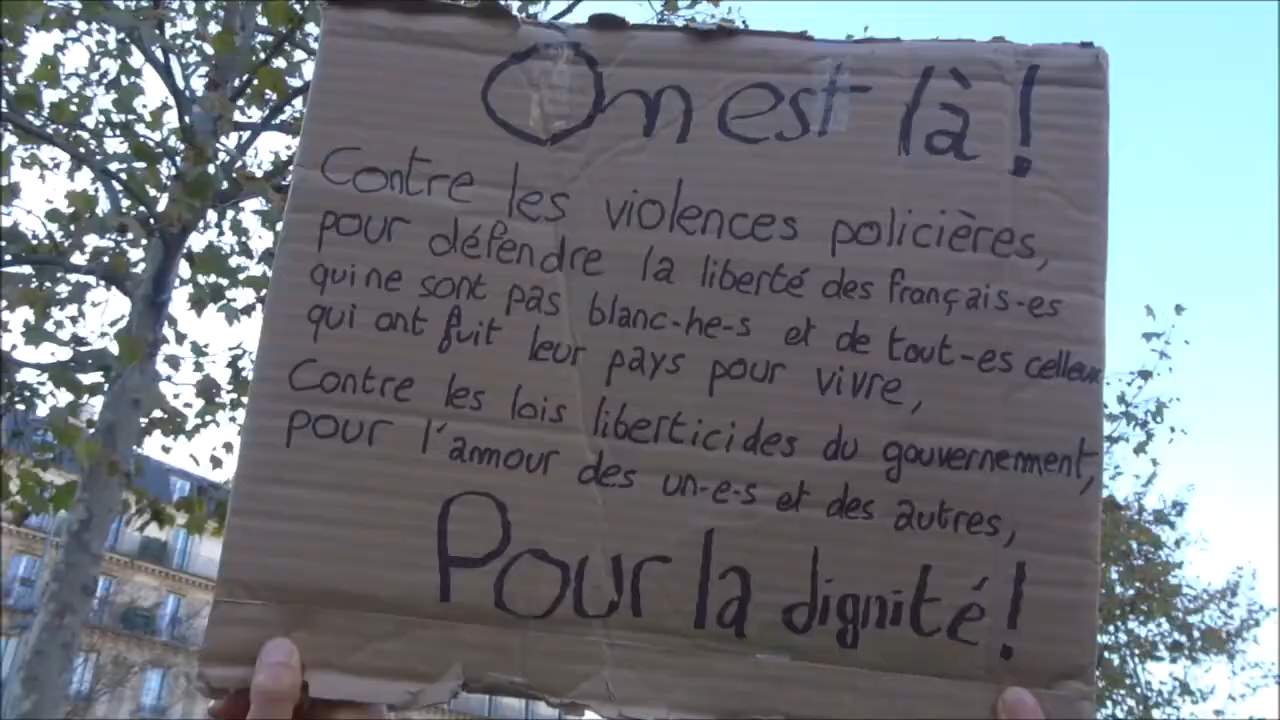 On est là !
Contre les violences policières,
pour défendre la liberté des français-es
qui ne sont pas blanc-he-s et de tout-es celleux
qui ont fuit leur pays pour vivre,
Contre les lois liberticides du gouvernement,
pour l'amour des un-e-s et des autres,
Pour la dignité !